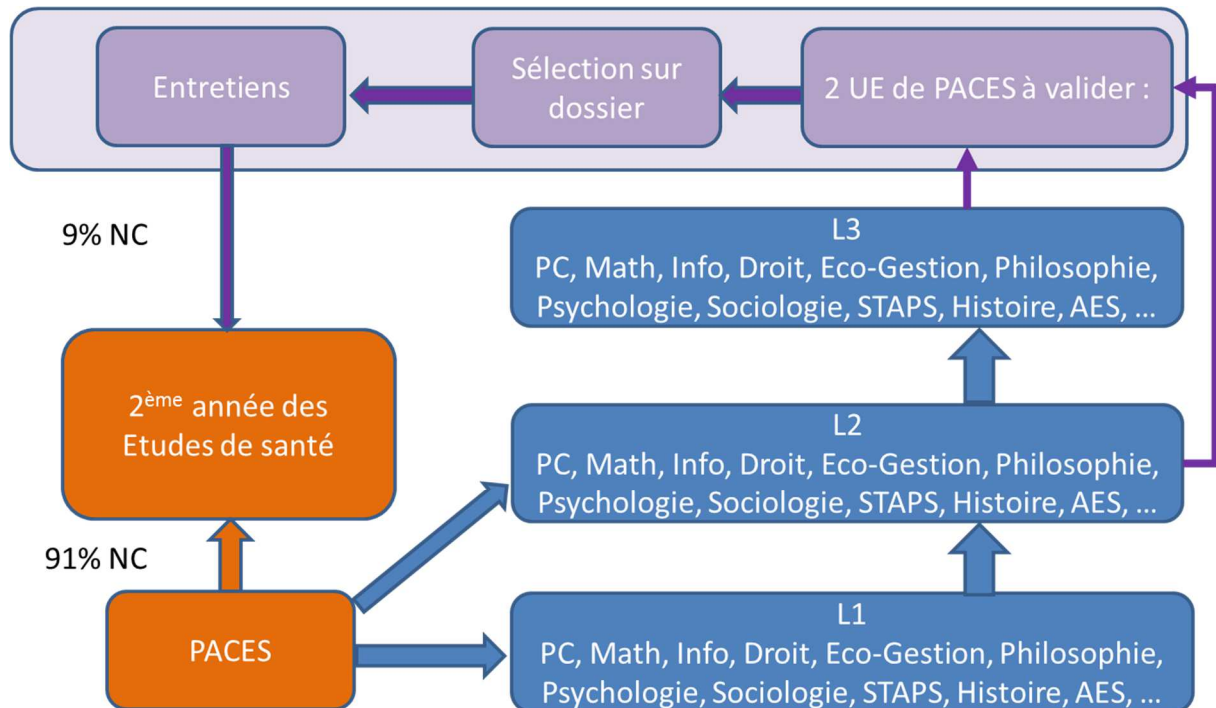 Entretiens
Sélection sur
dossier
2 UE de PACES à valider :
9% NC
L3
PC, Math, Info, Droit, Eco-Gestion, Philosophie,
Psychologie, Sociologie, STAPS, Histoire, AES, ...
2ème année des
Etudes de santé
L2
PC, Math, Info, Droit, Eco-Gestion, Philosophie,
Psychologie, Sociologie, STAPS, Histoire, AES, ...
91% NC
PACES
L1
PC, Math, Info, Droit, Eco-Gestion, Philosophie,
Psychologie, Sociologie, STAPS, Histoire, AES, ...